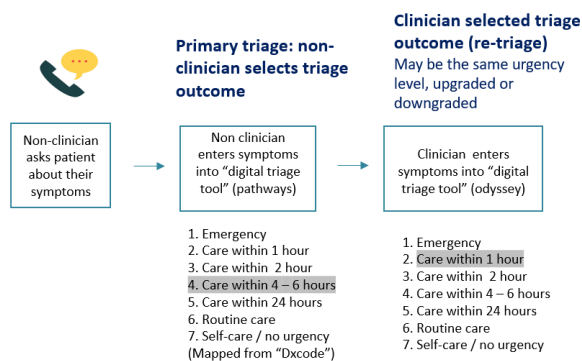 Primary triage: non-
clinician selects triage
outcome
Clinician selected triage
outcome (re-triage)
May be the same urgency
level, upgraded or
downgraded
Non-clinician
asks patient
about their
symptoms
Non clinician
enters symptoms
into “digital triage
tool” (pathways)
Clinician enters
symptoms into “digital
triage tool” (odyssey)
1. Emergency
2. Care within 1 hour
3. Care within  2 hour
4. Care within 4 – 6 hours
5. Care within 24 hours
6. Routine care
7. Self-care / no urgency
(Mapped from “Dxcode”)
1. Emergency
2. Care within 1 hour
3. Care within  2 hour
4. Care within 4 – 6 hours
5. Care within 24 hours
6. Routine care
7. Self-care / no urgency